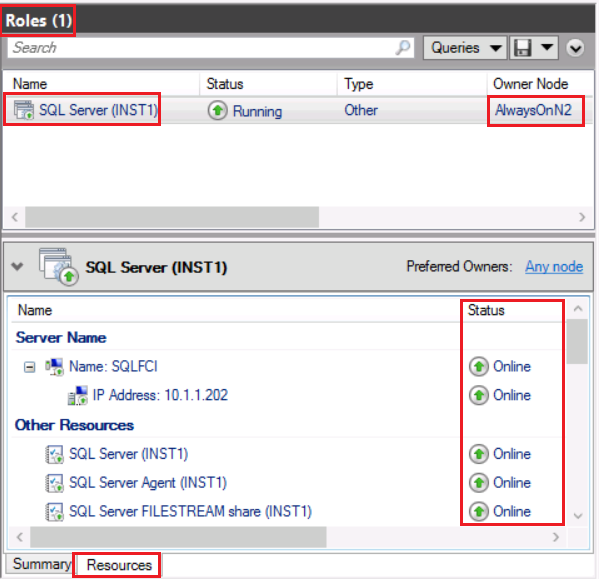 Roles (1)
Search
Queries
Name Status Type Owner Node
SQL Server (INST1) Running Other AlwaysOnN2
SQL Server (INST1) Preferred Owners: Any node
Name Status
Server Name
Name: SQLFCI Online
IP Address: 10.1.1.202 Online
Other Resources
SQL Server (INST1) Online
SQL Server Agent (INST1) Online
SQL Server FILESTREAM share (INST1) Online
Summary Resources